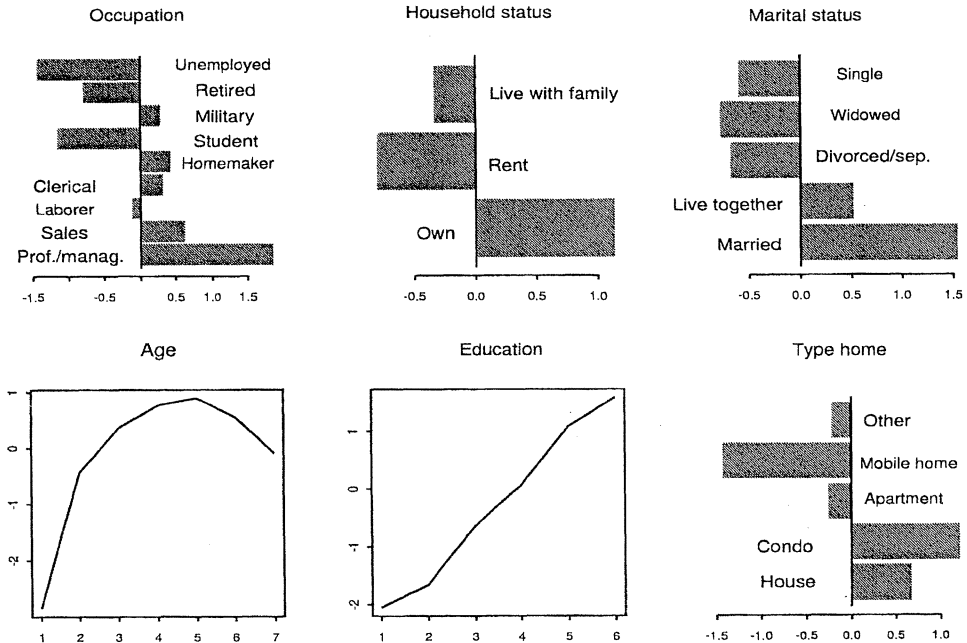 Occupation
Unemployed
Retired
Military
Student
Homemaker
Clerical
Laborer
Sales
Prof./manag.
-1.5 -0.5 0.5 1.0 1.5
Household status
Live with family
Rent
Own
-0.5 0.0 0.5 1.0
Marital status
Single
Widowed
Divorced/sep.
Live together
Married
-0.5 0.0 0.5 1.0 1.5
Age
1
0
-1
-2
1 2 3 4 5 6 7
Education
1
0
-1
-2
1 2 3 4 5 6
Type home
Other
Mobile home
Apartment
Condo
House
-1.5 -1.0 -0.5 0.0 0.5 1.0